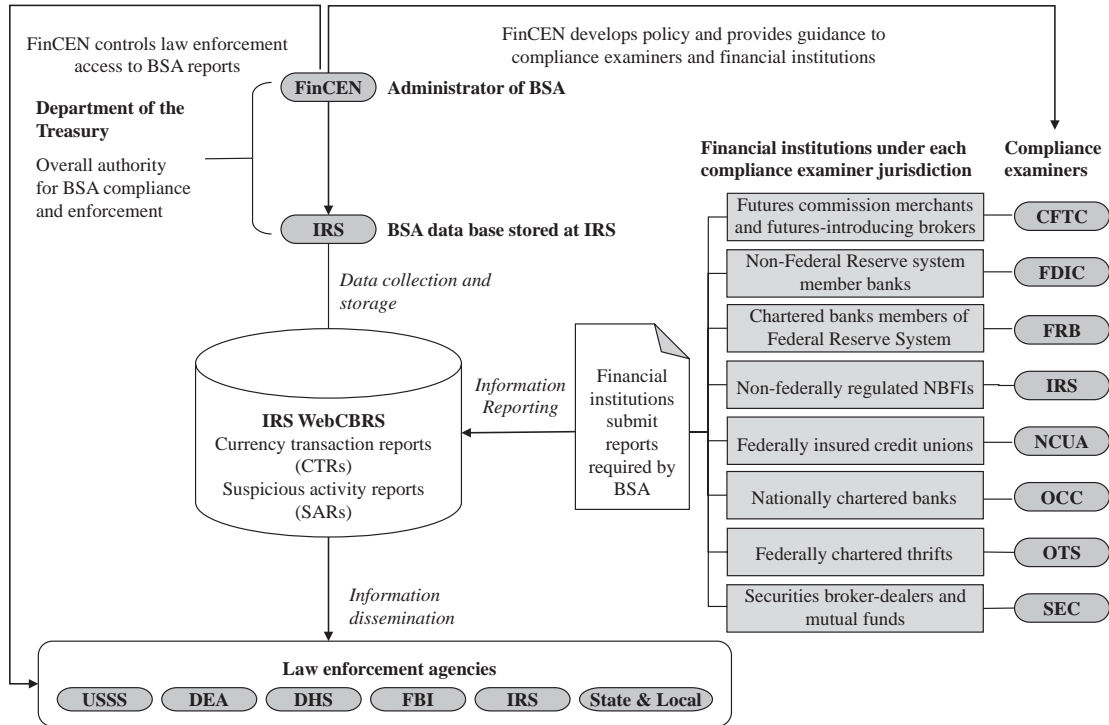 FinCEN controls law enforcement
access to BSA reports
FinCEN develops policy and provides guidance to
compliance examiners and financial institutions
FinCEN
Administrator of BSA
Department of the
Treasury
Overall authority
for BSA compliance
and enforcement
IRS
BSA data base stored at IRS
Data collection and
storage
IRS WebCBRS
Currency transaction reports
(CTRs)
Suspicious activity reports
(SARs)
Information
Reporting
Financial
institutions
submit
reports
required by
BSA
Financial institutions under each
compliance examiner jurisdiction
Compliance
examiners
Futures commission merchants
and futures-introducing brokers
CFTC
Non-Federal Reserve system
member banks
FDIC
Chartered banks members of
Federal Reserve System
FRB
Non-federally regulated NBFIs
IRS
Federally insured credit unions
NCUA
Nationally chartered banks
OCC
Federally chartered thrifts
OTS
Securities broker-dealers and
mutual funds
SEC
Information
dissemination
Law enforcement agencies
USSS
DEA
DHS
FBI
IRS
State & Local